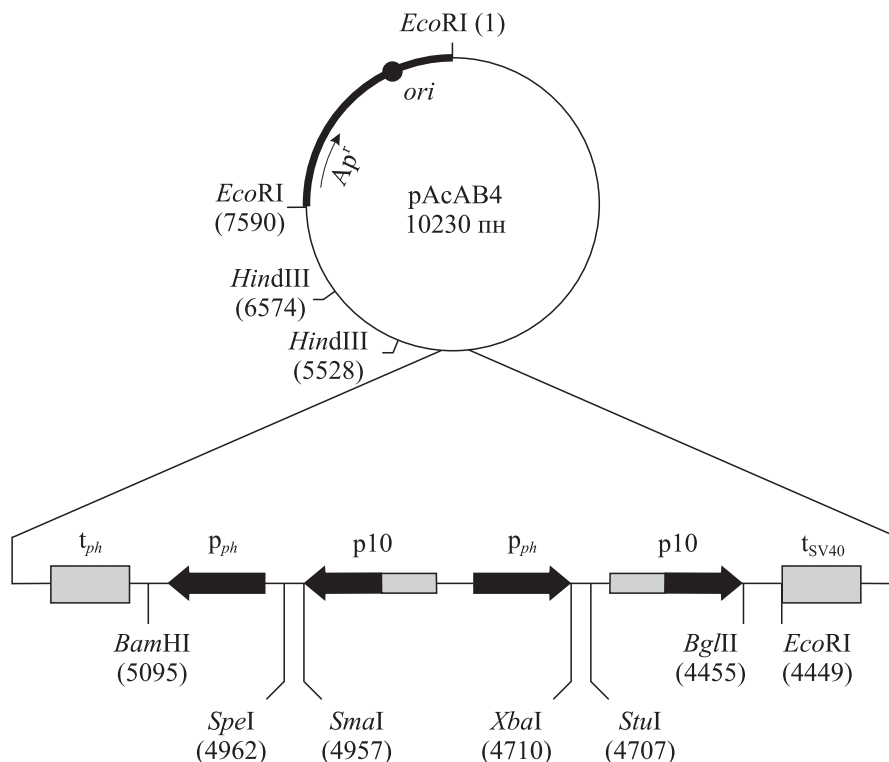 EcoRI (1)
ori
Apʳ
pAcAB4
10230 пн
EcoRI
(7590)
HindIII
(6574)
HindIII
(5528)
tph pph p10 pph p10 tSV40
BamHI
(5095)
BglII
(4455)
EcoRI
(4449)
SpeI
(4962)
SmaI
(4957)
XbaI
(4710)
StuI
(4707)